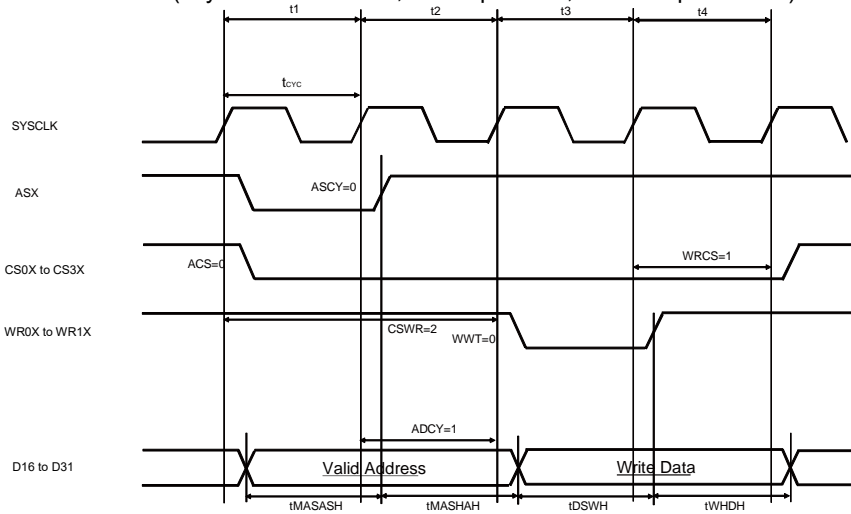 t1 t2 t3 t4
tCYC
SYSCLK
ASX
ASCY=0
CS0X to CS3X
ACS=0
WRCS=1
WR0X to WR1X
CSWR=2
WWT=0
ADCY=1
D16 to D31
Valid Address
Write Data
tMASASH tMASHAH tDSWH tWHDH